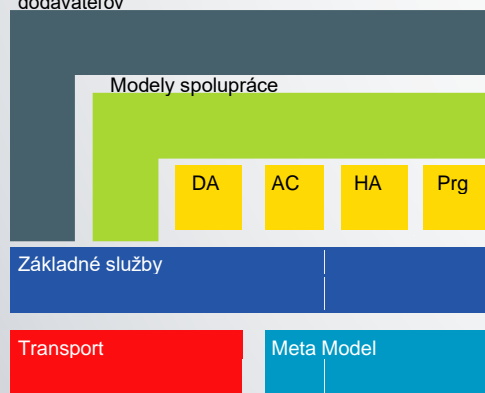 dodávateľov
Modely spolupráce
DA AC HA Prg
Základné služby
Transport Meta Model